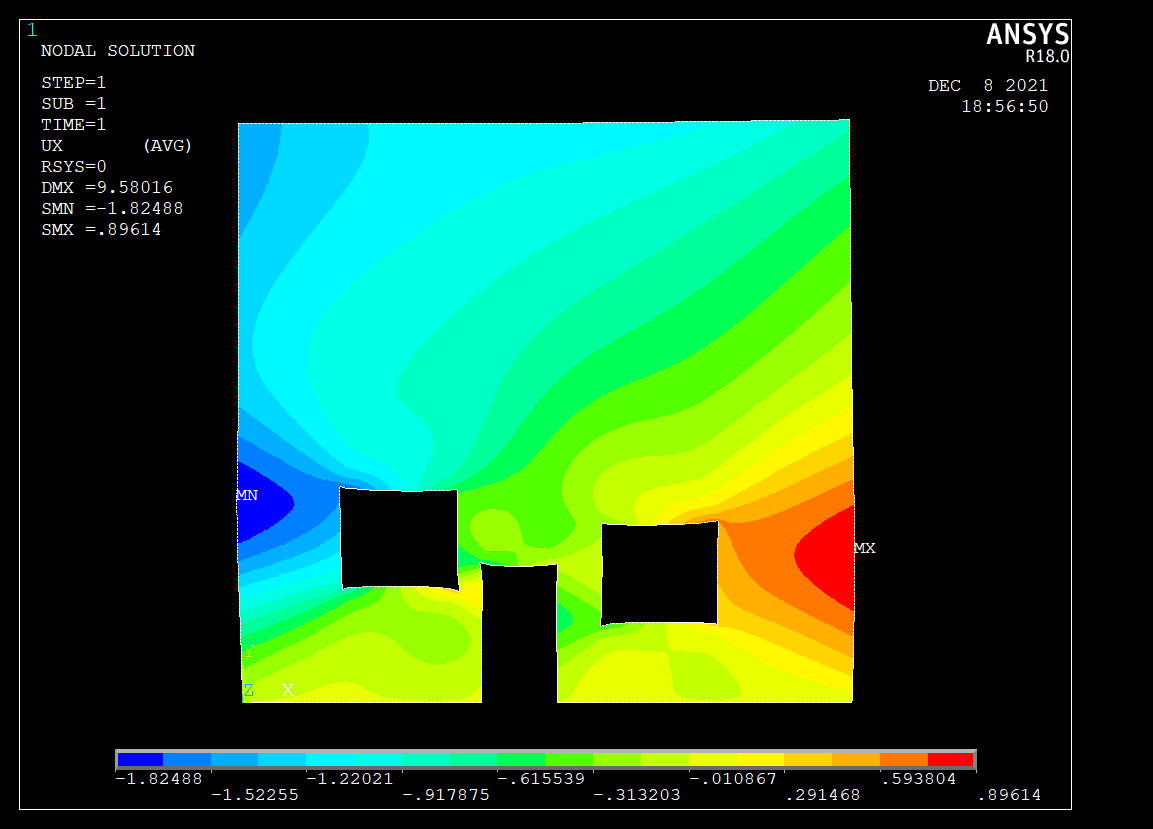 1
ANSYS
R18.0
NODAL SOLUTION
STEP=1
SUB =1
TIME=1
UX (AVG)
RSYS=0
DMX =9.58016
SMN =-1.82488
SMX =.89614
DEC 8 2021
18:56:50
MN
MX
Y
Z X
-1.82488 -1.22021 -.615539 -.010867 .593804
-1.52255 -.917875 -.313203 .291468 .89614